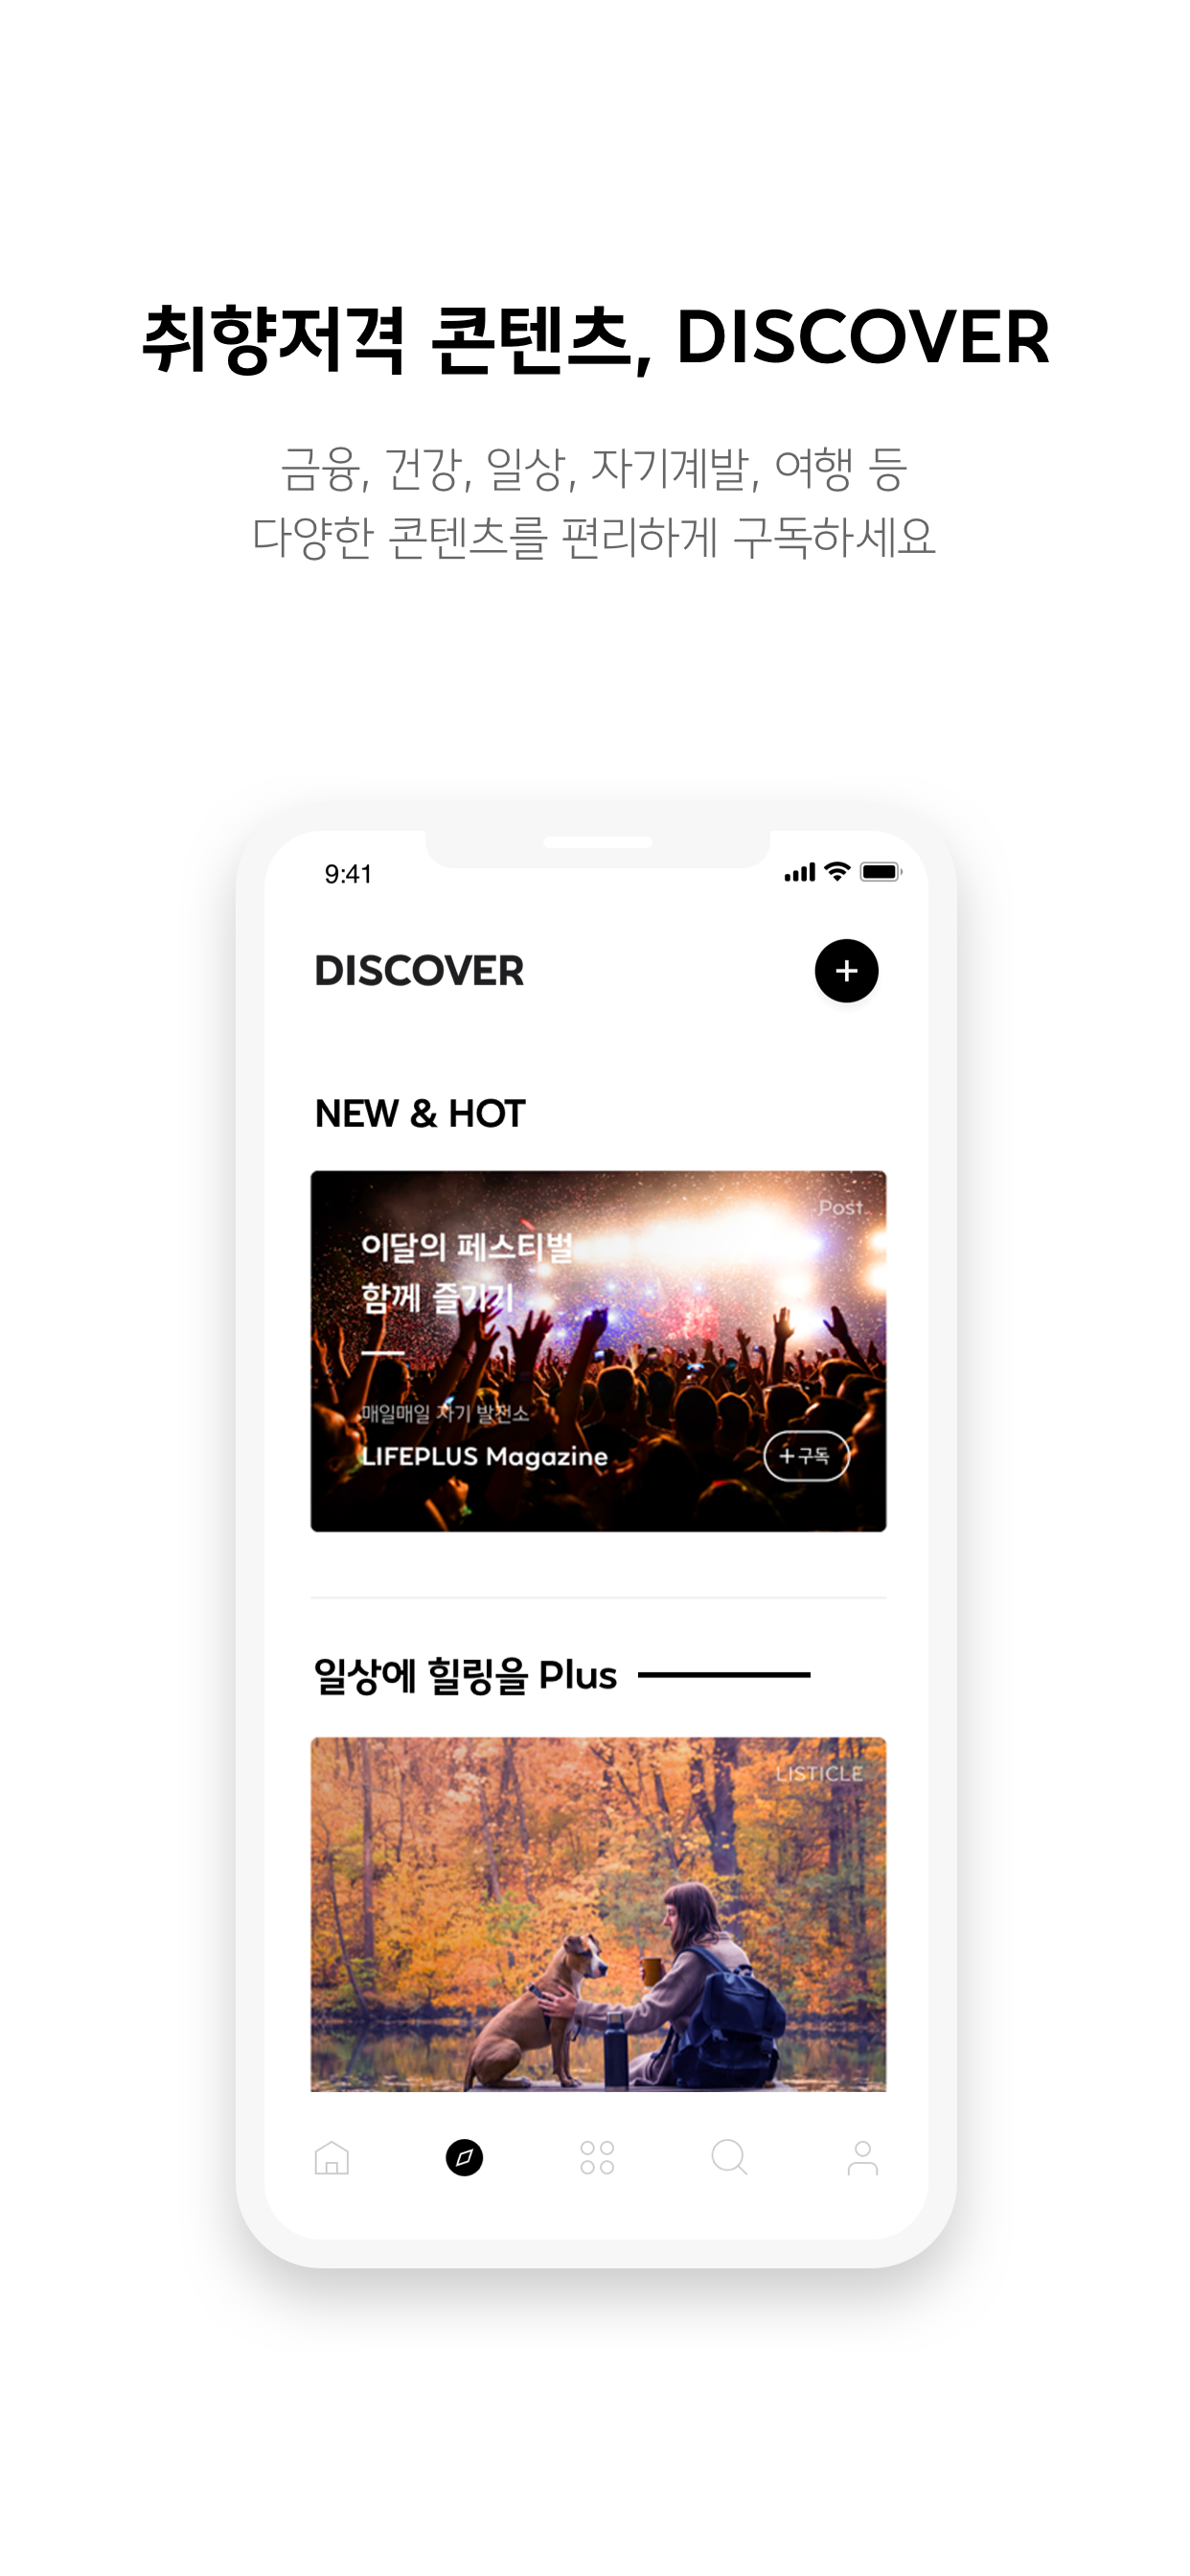 취향저격 콘텐츠, DISCOVER
금융, 건강, 일상, 자기계발, 여행 등
다양한 콘텐츠를 편리하게 구독하세요
9:41
DISCOVER
NEW & HOT
Post
이달의 페스티벌
함께 즐기기
매일매일 자기 발전소
LIFEPLUS Magazine
+구독
일상에 힐링을 Plus
LISTICLE